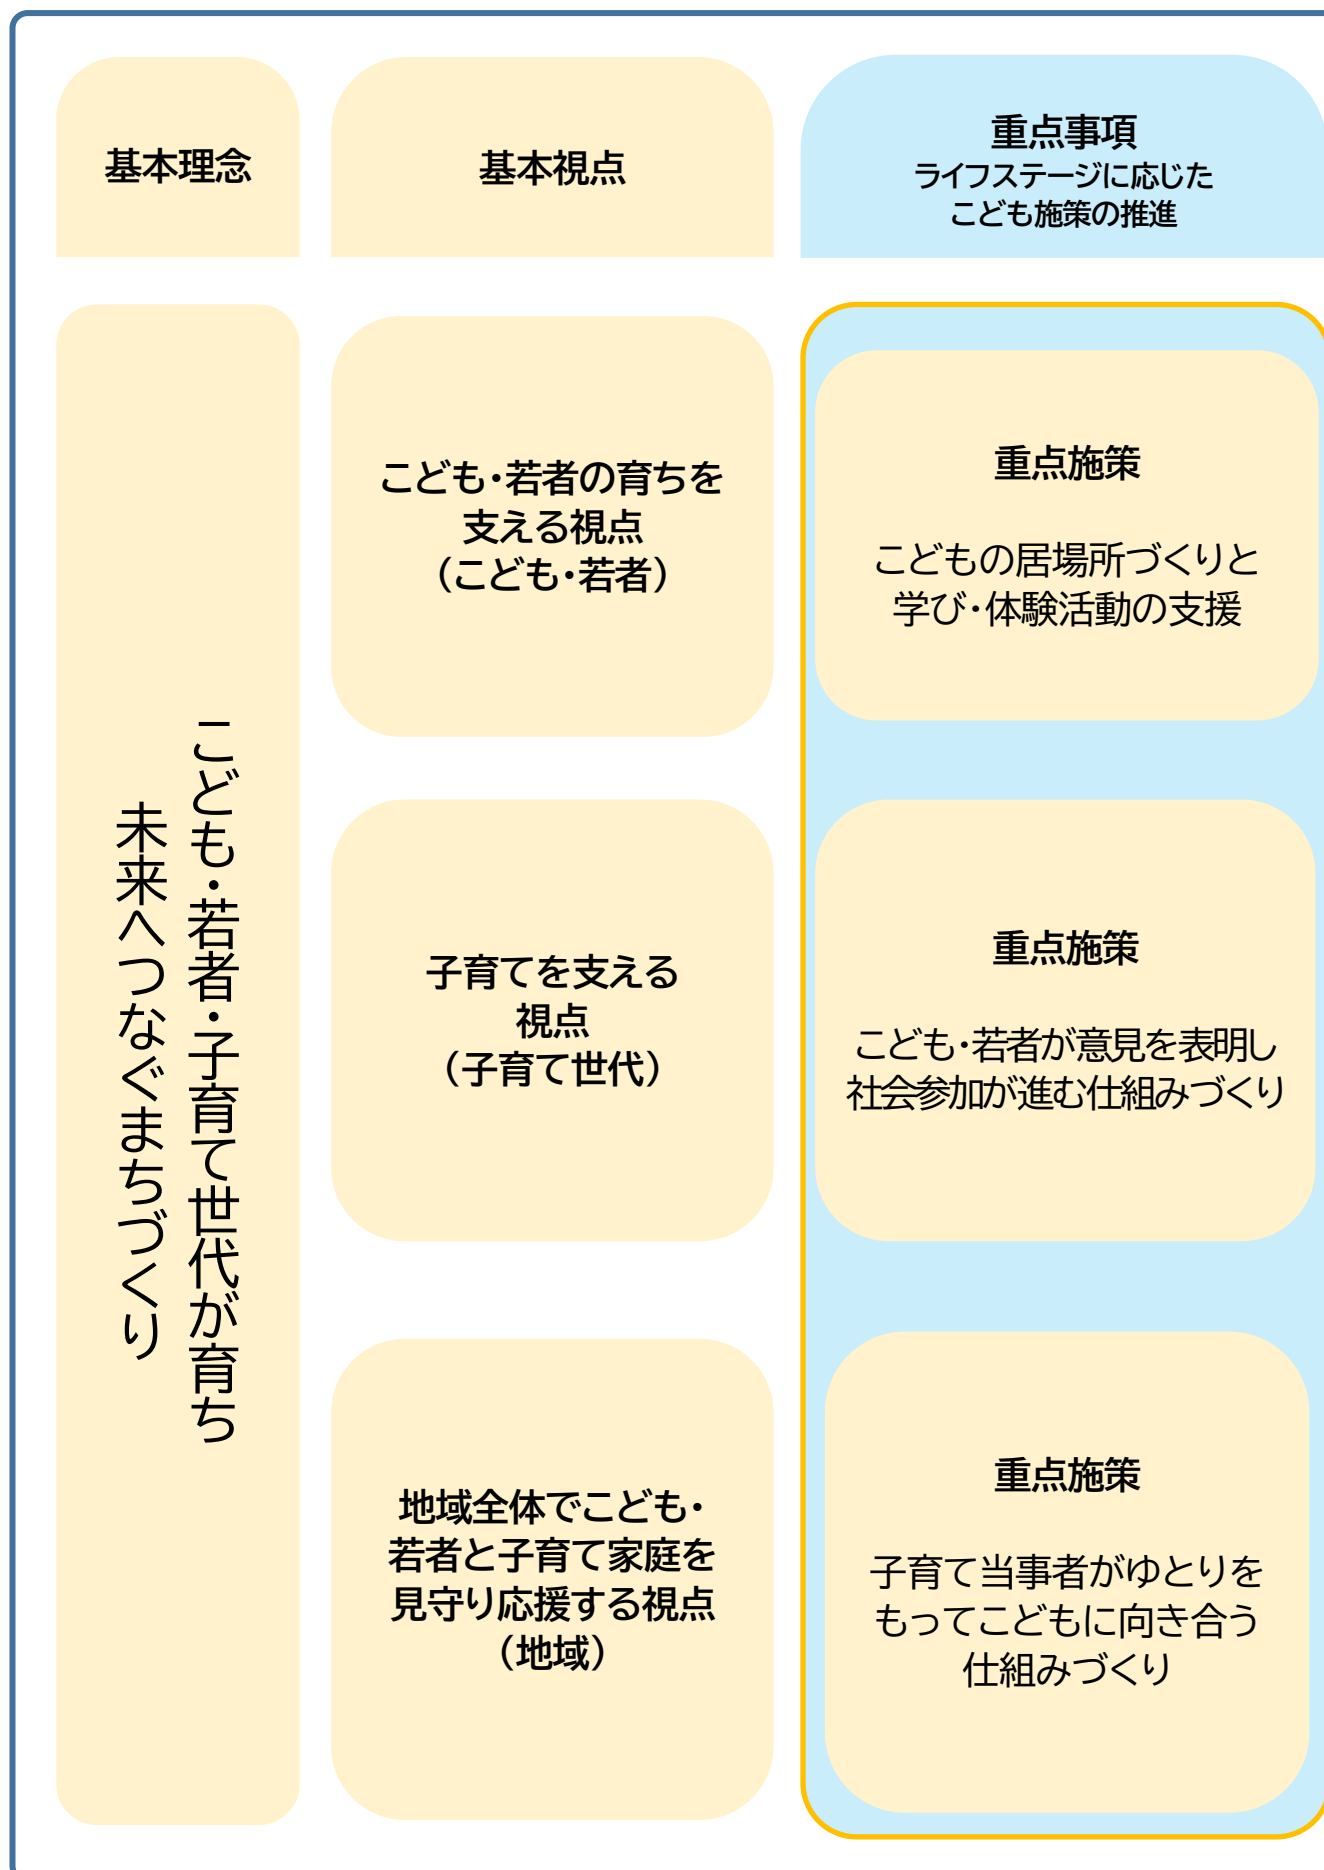 基本理念
基本視点
重点事項
ライフステージに応じた
こども施策の推進
こども・若者・子育て世代が育ち
未来へつなぐまちづくり
こども・若者の育ちを
支える視点
（こども・若者）
子育てを支える
視点
（子育て世代）
地域全体でこども・
若者と子育て家庭を
見守り応援する視点
（地域）
重点施策
こどもの居場所づくりと
学び・体験活動の支援
重点施策
こども・若者が意見を表明し
社会参加が進む仕組みづくり
重点施策
子育て当事者がゆとりを
もってこどもに向き合う
仕組みづくり